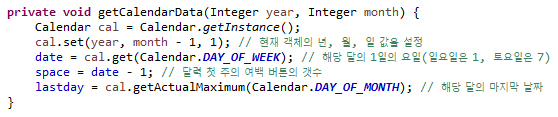 private void getCalendarData(Integer year, Integer month) {
    Calendar cal = Calendar.getInstance();
    cal.set(year, month - 1, 1); // 현재 객체의 년, 월, 일 값을 설정
    date = cal.get(Calendar.DAY_OF_WEEK); // 해당 달의 1일의 요일(일요일은 1, 토요일은 7)
    space = date - 1; // 달력 첫 주의 여백 버튼의 갯수
    lastday = cal.getActualMaximum(Calendar.DAY_OF_MONTH); // 해당 달의 마지막 날짜
}